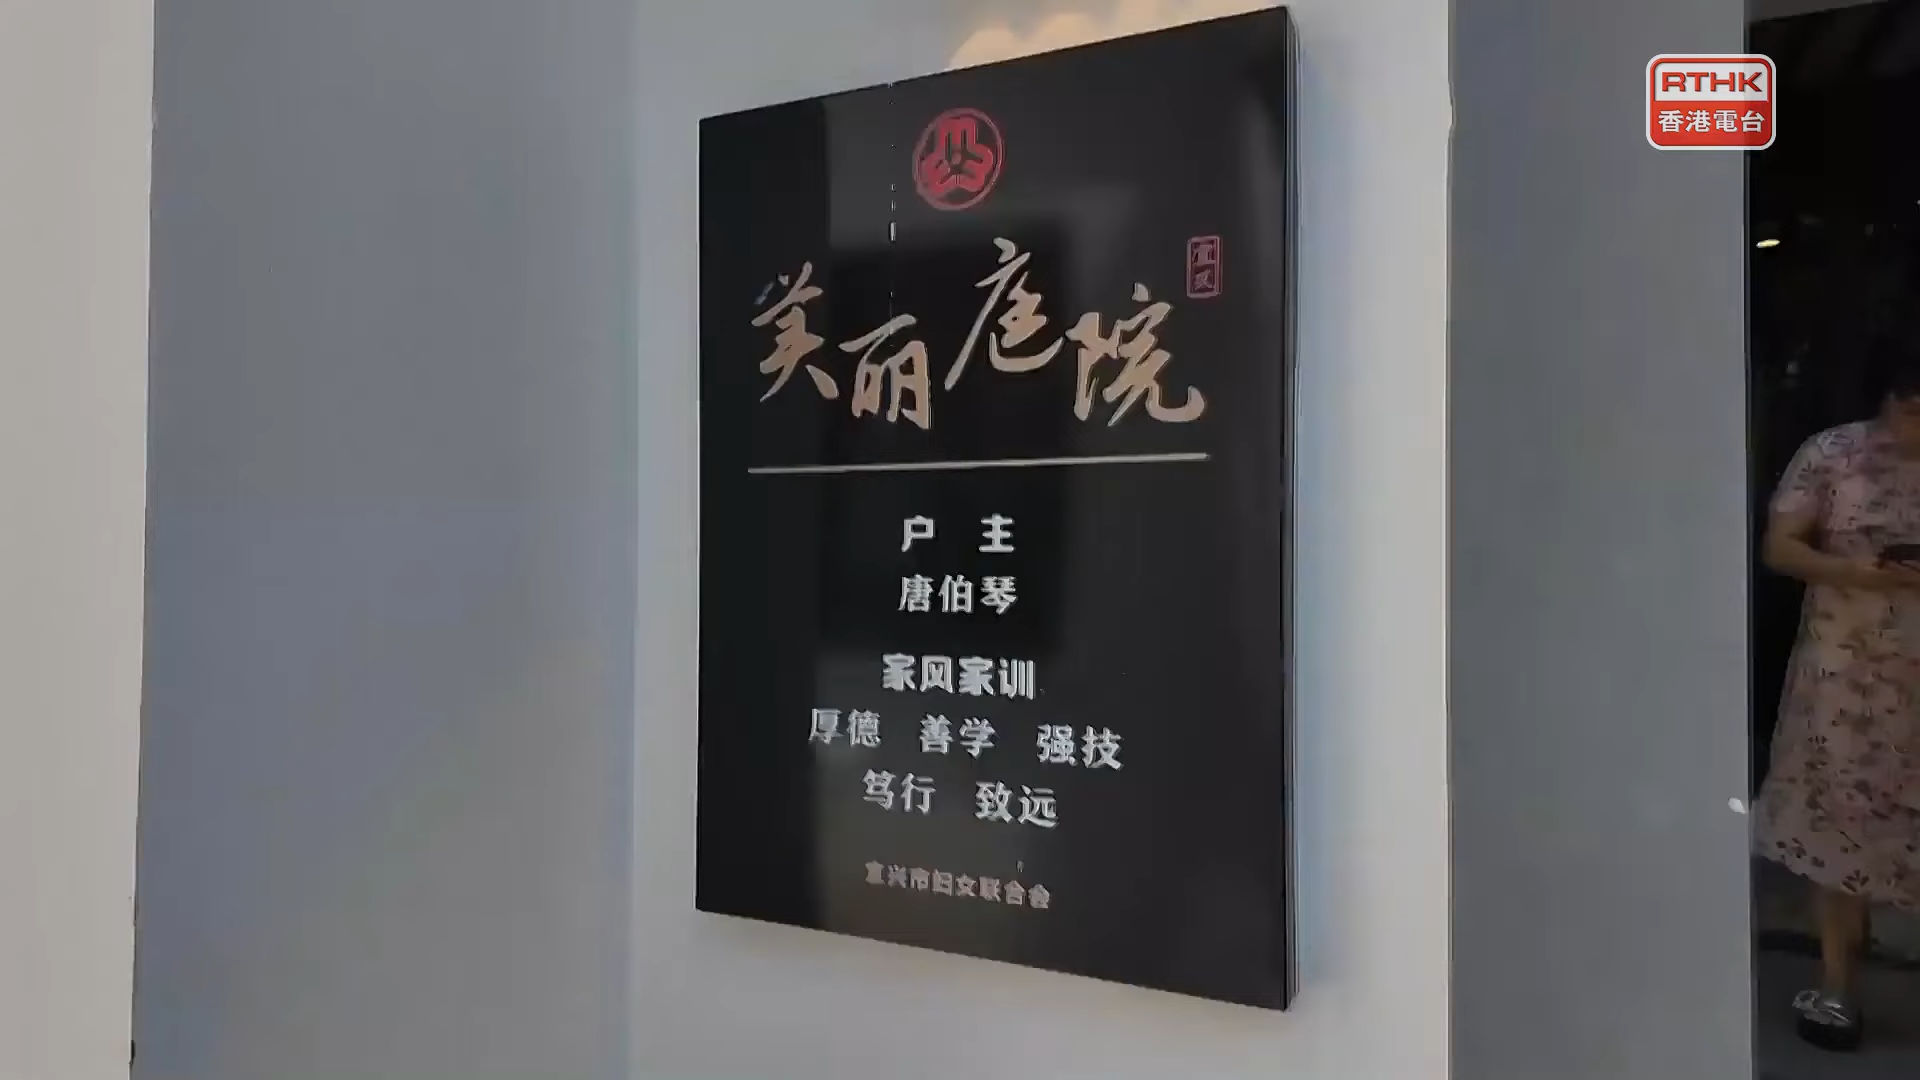 RTHK
香港電台
美丽庭院
户 主
唐伯琴
家风家训
厚德 善学 强技
笃行 致远
宜兴市妇女联合会